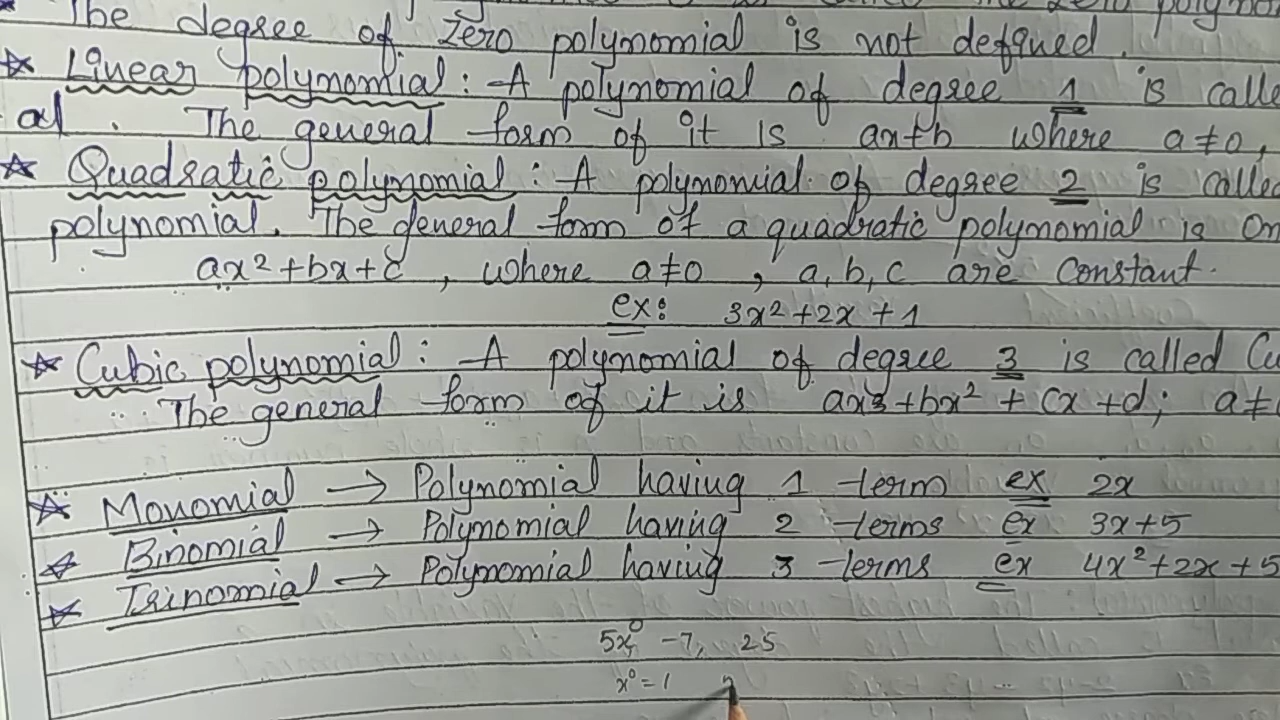 The degree of Zero polynomial is not defined.
☆ Linear polynomial :- A polynomial of degree 1 is calle
al . The general form of it is ax+b where a≠0,
☆ Quadratic polynomial :- A polynomial of degree 2 is called
polynomial. The general form of a quadratic polynomial is on
ax²+bx+c , where a≠0 , a, b, c are constant.
ex: 3x²+2x+1
☆ Cubic polynomial :- A polynomial of degree 3 is called Cu
The general form of it is ax3+bx²+cx+d; a≠
☆ Monomial → Polynomial having 1 term ex 2x
☆ Binomial → Polynomial having 2 terms ex 3x+5
☆ Trinomial → Polynomial having 3 terms ex 4x²+2x+5
5x⁰, -7, 25
x⁰=1